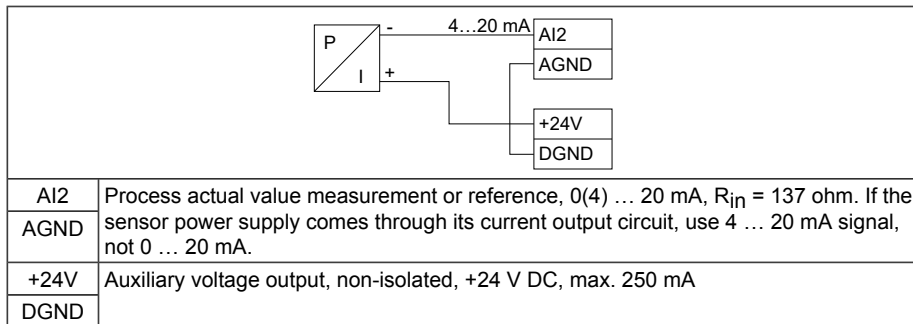 P
I
-
+
4…20 mA
AI2
AGND
+24V
DGND
AI2
AGND
Process actual value measurement or reference, 0(4) … 20 mA, Rin = 137 ohm. If the
sensor power supply comes through its current output circuit, use 4 … 20 mA signal,
not 0 … 20 mA.
+24V
DGND
Auxiliary voltage output, non-isolated, +24 V DC, max. 250 mA